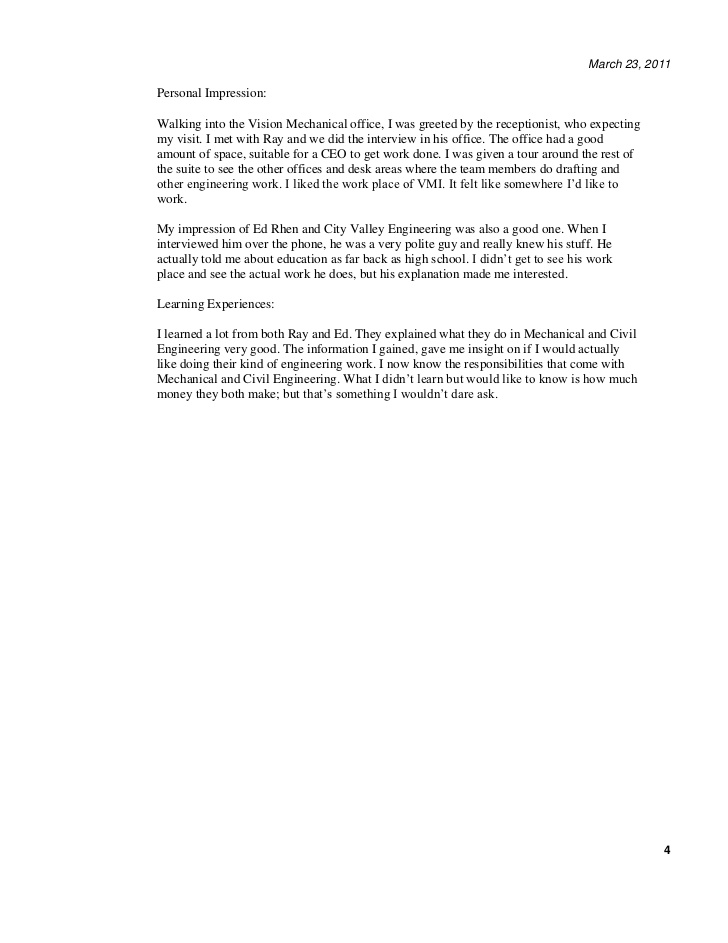 March 23, 2011
Personal Impression:
Walking into the Vision Mechanical office, I was greeted by the receptionist, who expecting
my visit. I met with Ray and we did the interview in his office. The office had a good
amount of space, suitable for a CEO to get work done. I was given a tour around the rest of
the suite to see the other offices and desk areas where the team members do drafting and
other engineering work. I liked the work place of VMI. It felt like somewhere I’d like to
work.
My impression of Ed Rhen and City Valley Engineering was also a good one. When I
interviewed him over the phone, he was a very polite guy and really knew his stuff. He
actually told me about education as far back as high school. I didn’t get to see his work
place and see the actual work he does, but his explanation made me interested.
Learning Experiences:
I learned a lot from both Ray and Ed. They explained what they do in Mechanical and Civil
Engineering very good. The information I gained, gave me insight on if I would actually
like doing their kind of engineering work. I now know the responsibilities that come with
Mechanical and Civil Engineering. What I didn’t learn but would like to know is how much
money they both make; but that’s something I wouldn’t dare ask.
4